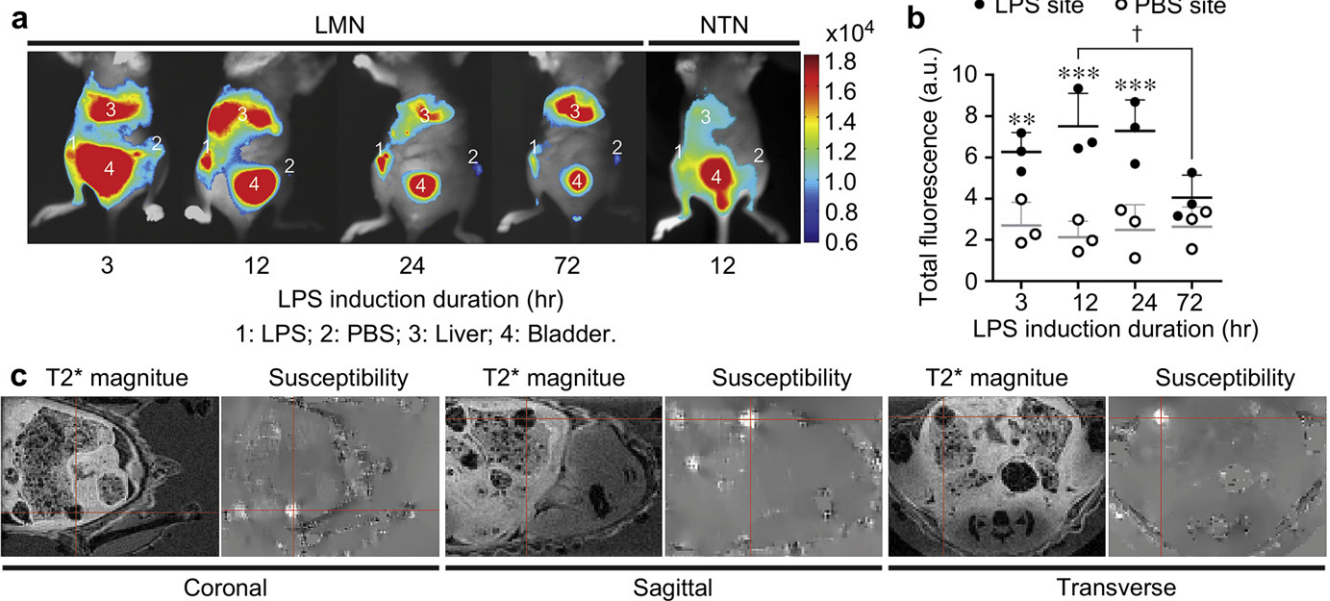 a
LMN
NTN
x10⁴
1 2 3 4
1 2 3 4
1 2 3 4
1 2 3 4
1 2 3 4
1.8
1.6
1.4
1.2
1.0
0.8
0.6
3 12 24 72 12
LPS induction duration (hr)
1: LPS; 2: PBS; 3: Liver; 4: Bladder.
b
● LPS site ○ PBS site
†
Total fluorescence (a.u.)
10
8
6
4
2
0
** *** ***
3 12 24 72
LPS induction duration (hr)
c
T2* magnitue Susceptibility T2* magnitue Susceptibility T2* magnitue Susceptibility
Coronal Sagittal Transverse